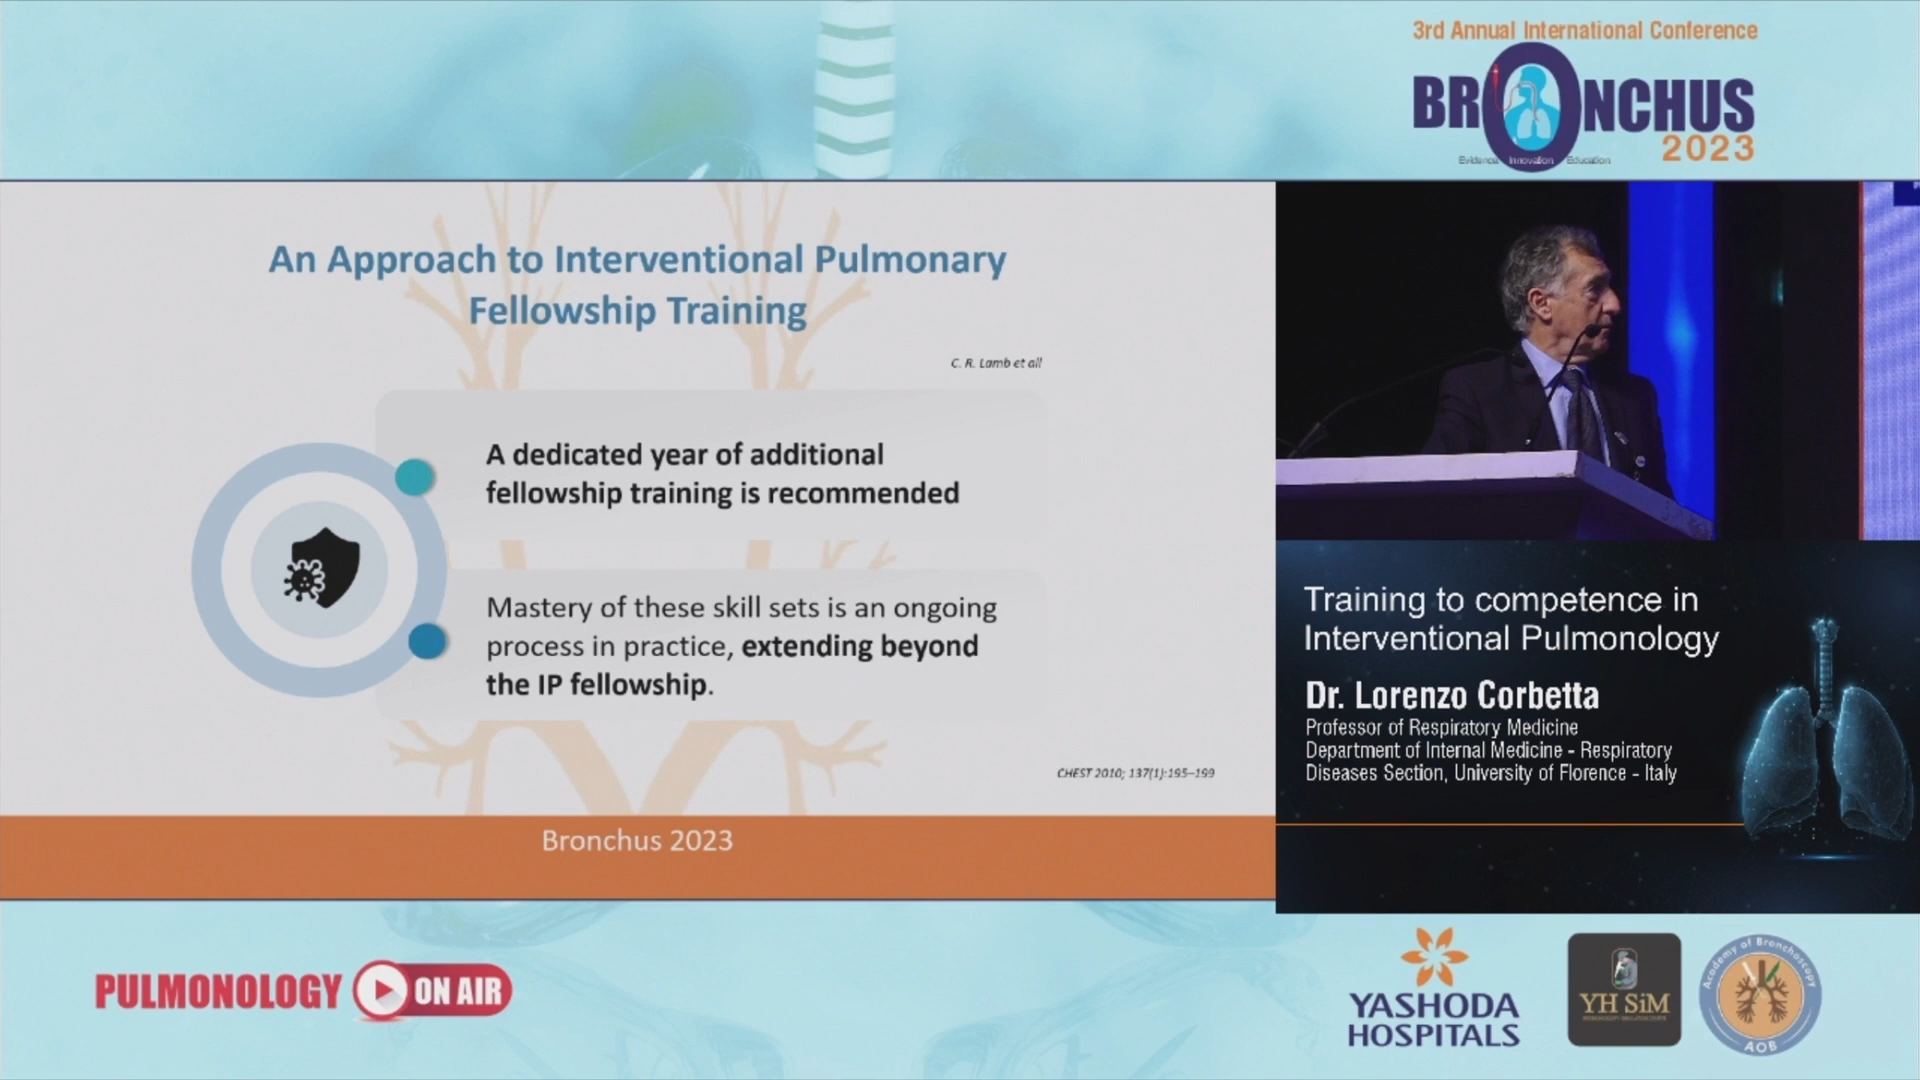 3rd Annual International Conference
BRONCHUS
2023
Evidence Innovation Education
An Approach to Interventional Pulmonary
Fellowship Training
C. R. Lamb et all
A dedicated year of additional
fellowship training is recommended
Mastery of these skill sets is an ongoing
process in practice, extending beyond
the IP fellowship.
CHEST 2010; 137(1):195–199
Bronchus 2023
Training to competence in
Interventional Pulmonology
Dr. Lorenzo Corbetta
Professor of Respiratory Medicine
Department of Internal Medicine - Respiratory
Diseases Section, University of Florence - Italy
PULMONOLOGY ON AIR
YASHODA
HOSPITALS
YH SiM
Academy of Bronchoscopy
AOB